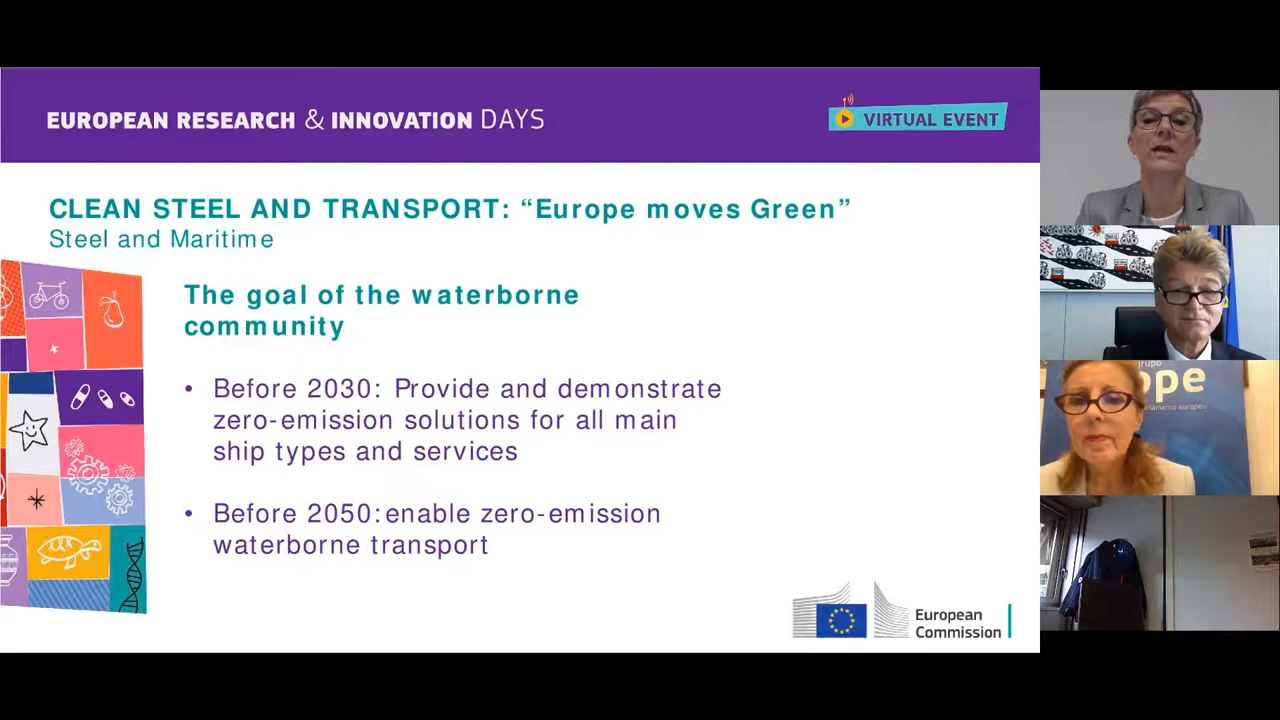 EUROPEAN RESEARCH & INNOVATION DAYS
VIRTUAL EVENT
CLEAN STEEL AND TRANSPORT: “Europe moves Green”
Steel and Maritime
The goal of the waterborne
community
• Before 2030: Provide and demonstrate
zero-emission solutions for all main
ship types and services
• Before 2050:enable zero-emission
waterborne transport
European
Commission
grupo
ope